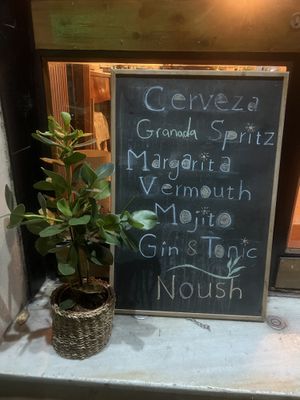 Cerveza
Granada Spritz
Margarita
Vermouth
Mojito
Gin & Tonic
Noush